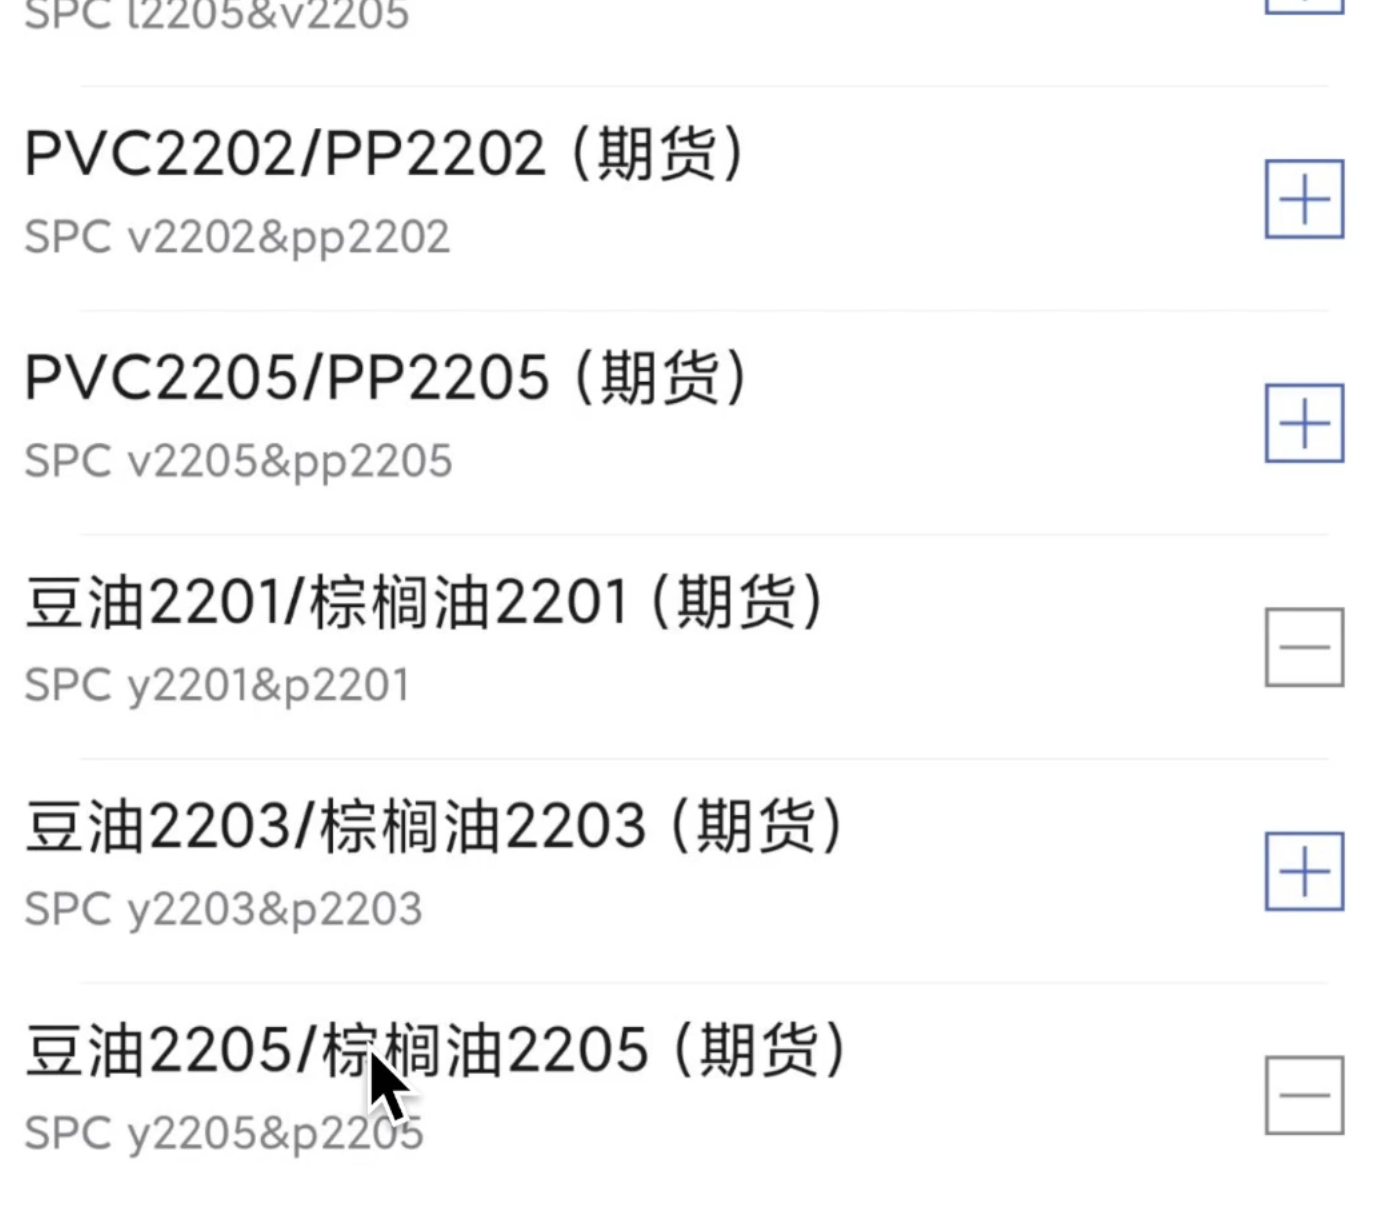 SPC l2205&v2205
PVC2202/PP2202（期货）
SPC v2202&pp2202
PVC2205/PP2205（期货）
SPC v2205&pp2205
豆油2201/棕榈油2201（期货）
SPC y2201&p2201
豆油2203/棕榈油2203（期货）
SPC y2203&p2203
豆油2205/棕榈油2205（期货）
SPC y2205&p2205